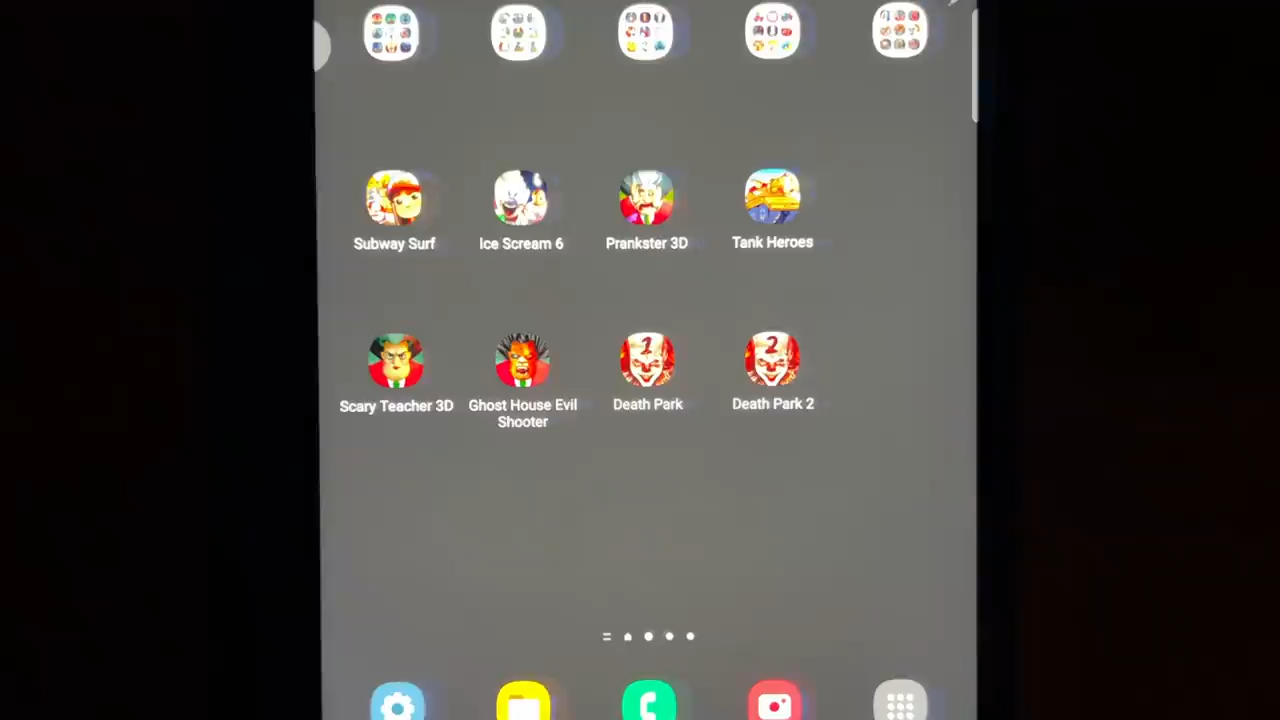 Subway Surf
Ice Scream 6
Prankster 3D
Tank Heroes
Scary Teacher 3D
Ghost House Evil
Shooter
Death Park
Death Park 2
2